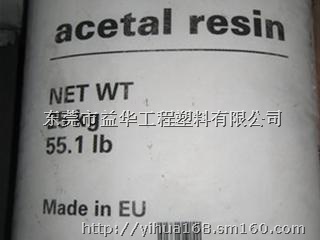 acetal resin
NET WT
东莞市益华工程塑料有限公司
55.1 lb
Made in EU
https://yihua168.sm160.com